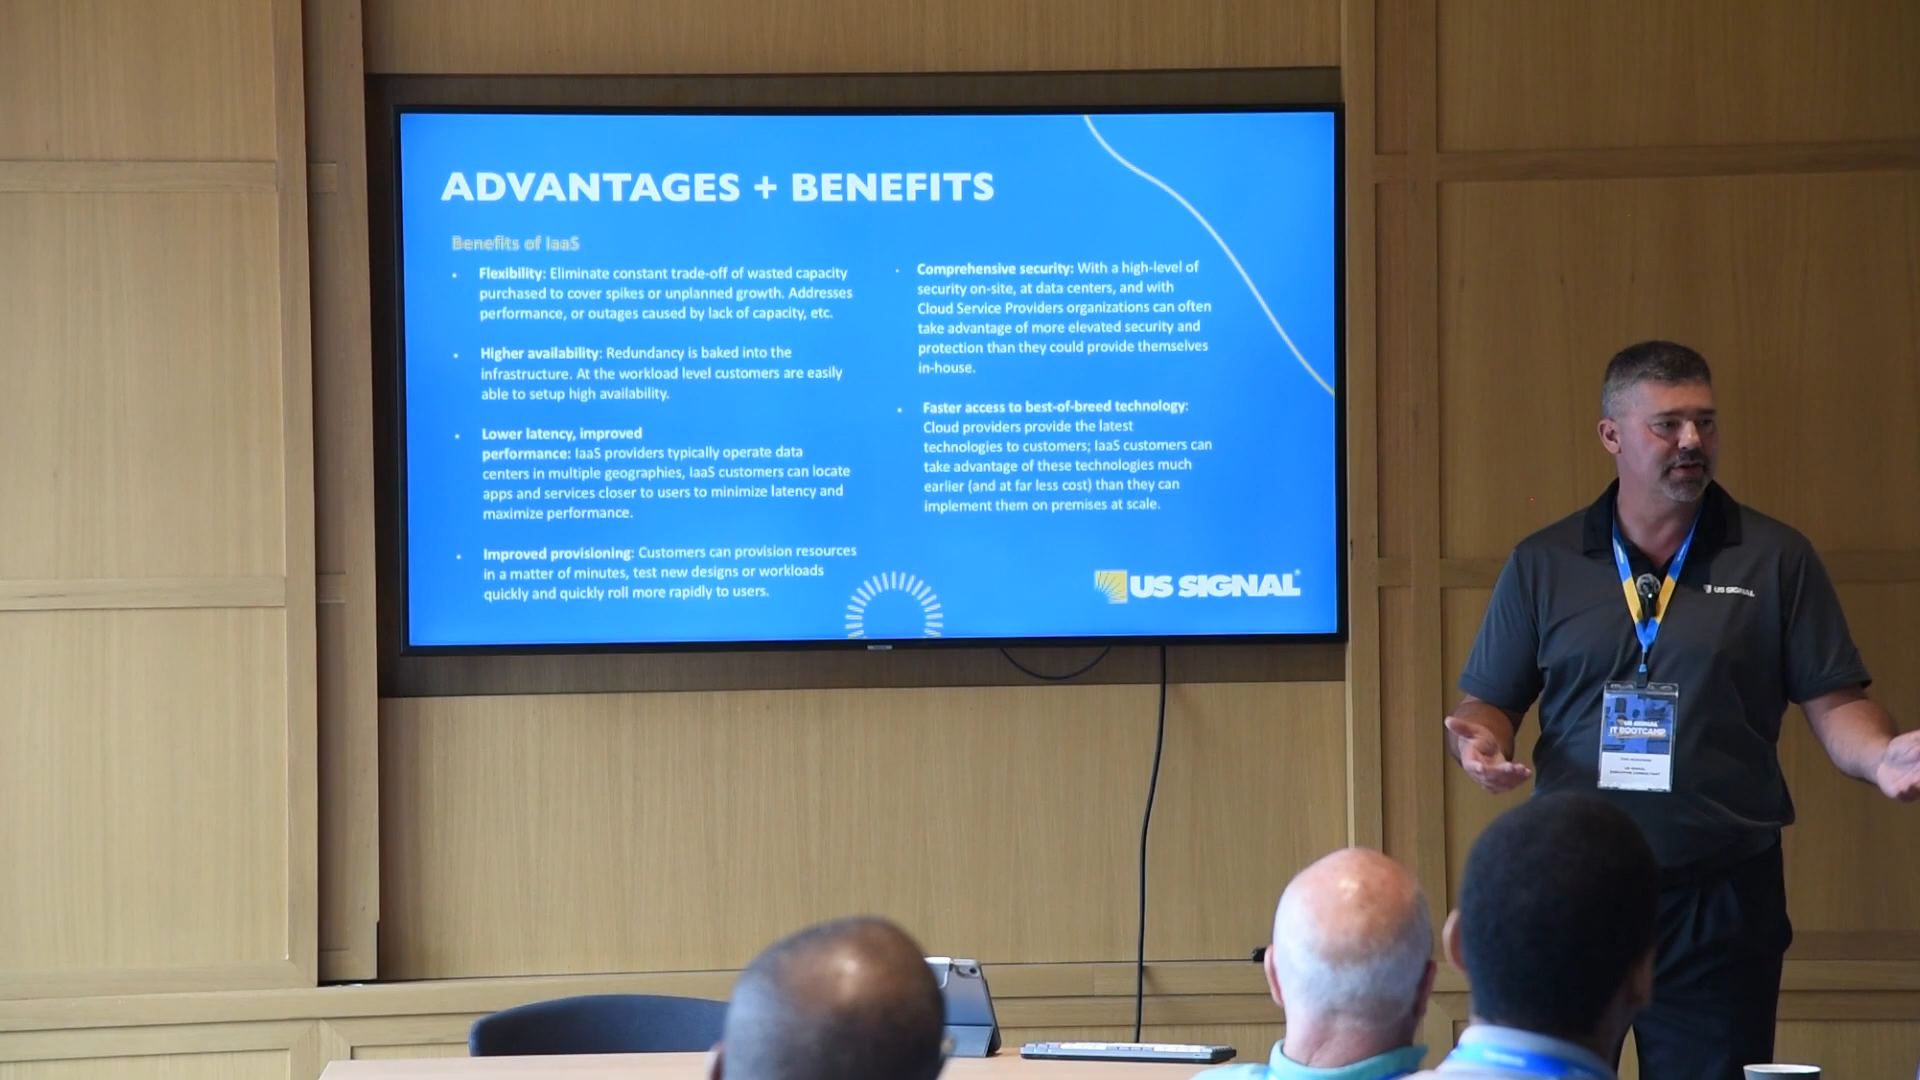 ADVANTAGES + BENEFITS
Benefits of IaaS
• Flexibility: Eliminate constant trade-off of wasted capacity
purchased to cover spikes or unplanned growth. Addresses
performance, or outages caused by lack of capacity, etc.
• Higher availability: Redundancy is baked into the
infrastructure. At the workload level customers are easily
able to setup high availability.
• Lower latency, improved
performance: IaaS providers typically operate data
centers in multiple geographies, IaaS customers can locate
apps and services closer to users to minimize latency and
maximize performance.
• Improved provisioning: Customers can provision resources
in a matter of minutes, test new designs or workloads
quickly and quickly roll more rapidly to users.
• Comprehensive security: With a high-level of
security on-site, at data centers, and with
Cloud Service Providers organizations can often
take advantage of more elevated security and
protection than they could provide themselves
in-house.
• Faster access to best-of-breed technology:
Cloud providers provide the latest
technologies to customers; IaaS customers can
take advantage of these technologies much
earlier (and at far less cost) than they can
implement them on premises at scale.
US SIGNAL®
US SIGNAL
US SIGNAL
IT BOOTCAMP
US SIGNAL
EXECUTIVE CONSULTANT